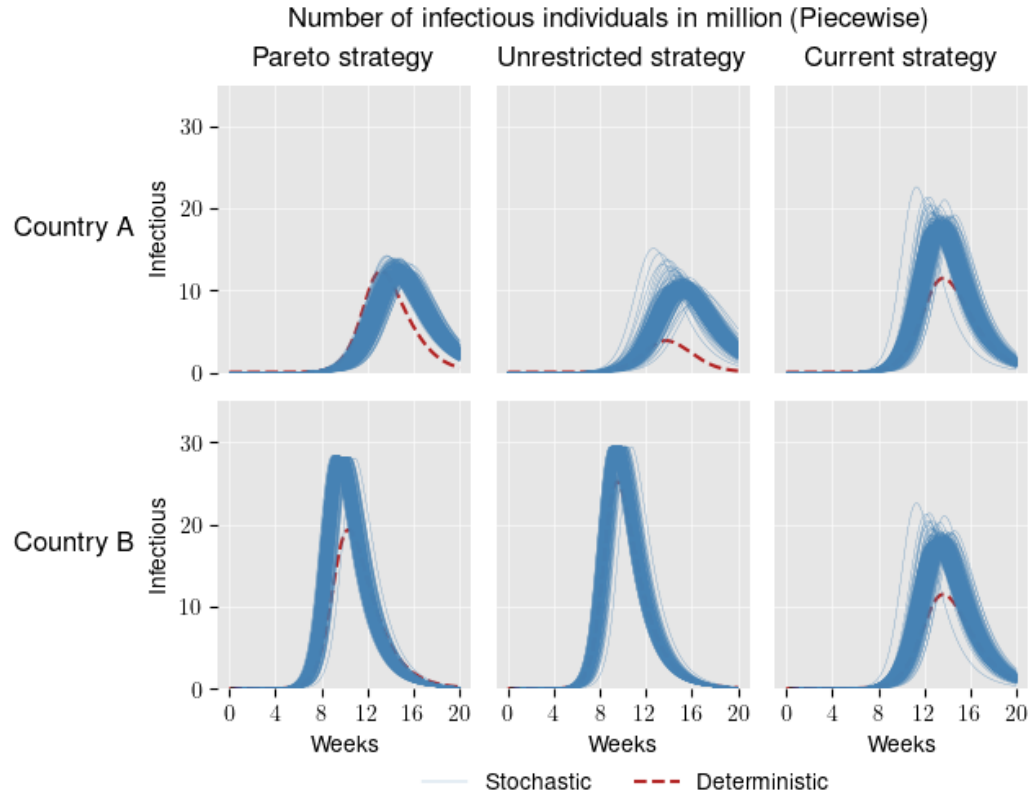 Number of infectious individuals in million (Piecewise)
Pareto strategy Unrestricted strategy Current strategy
30
20
10
0
Infectious
Country A
30
20
10
0
Infectious
Country B
0 4 8 12 16 20 0 4 8 12 16 20 0 4 8 12 16 20
Weeks Weeks Weeks
Stochastic Deterministic